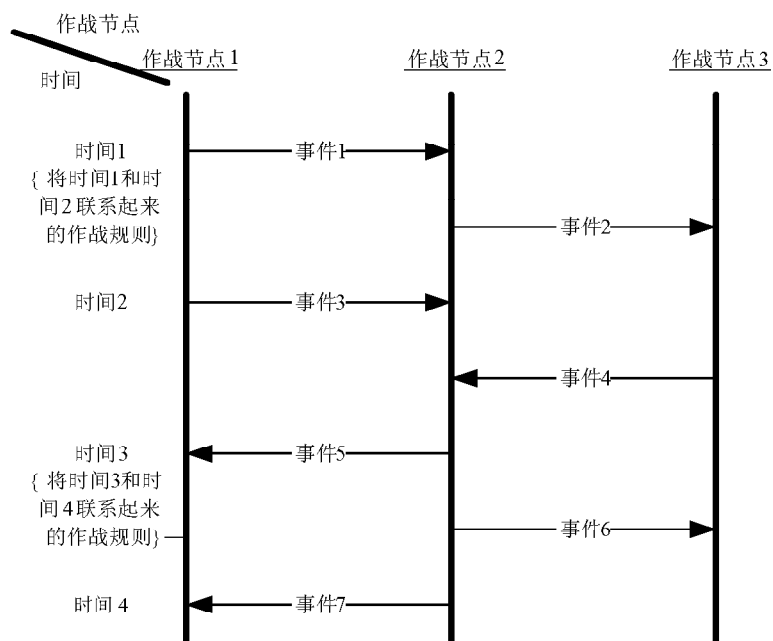 作战节点
时间
作战节点1
作战节点2
作战节点3
时间1
{ 将时间1和时
间2联系起来
的作战规则}
事件1
事件2
时间2
事件3
事件4
时间3
{ 将时间3和时
间4联系起来
的作战规则}
事件5
事件6
时间4
事件7